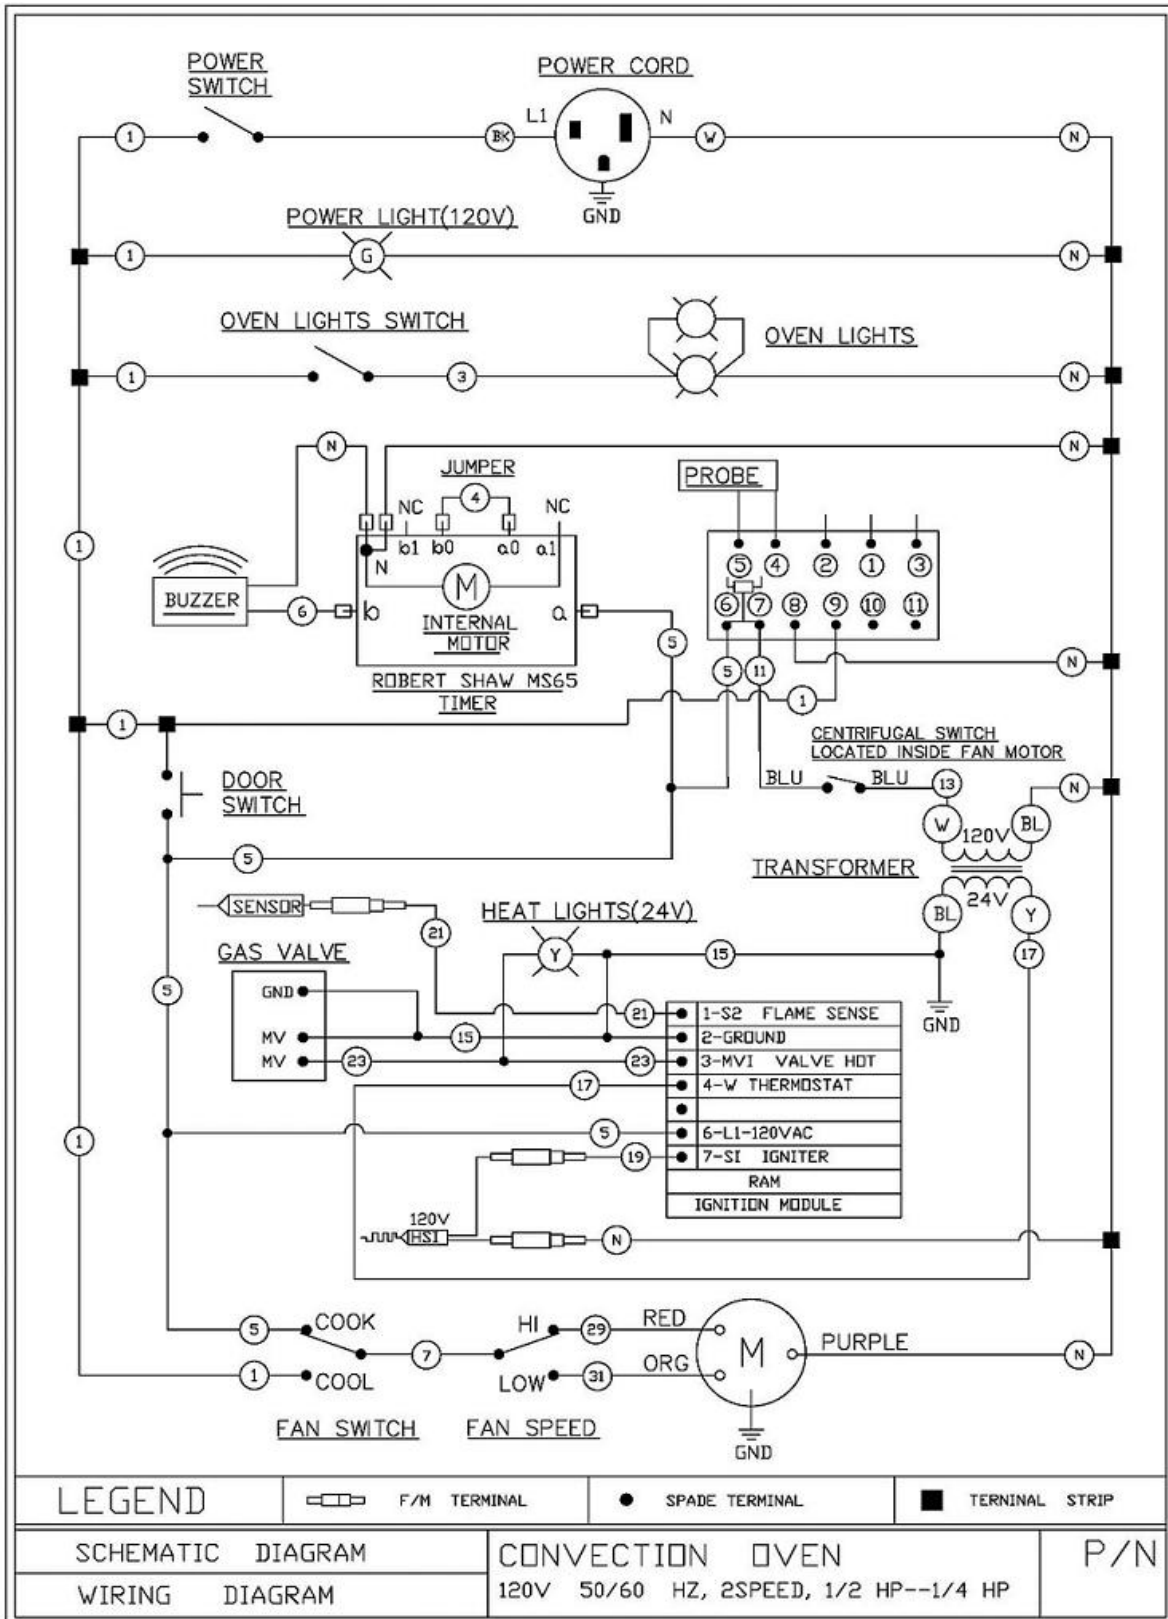 POWER
SWITCH
POWER CORD
1
BK
L1
N
W
N
GND
POWER LIGHT(120V)
1
G
N
OVEN LIGHTS SWITCH
OVEN LIGHTS
1
3
N
N
N
JUMPER
4
PROBE
NC
NC
b1 b0 a0 a1
N
1
M
BUZZER
6
b
INTERNAL
MOTOR
a
5
5 4 2 1 3
6 7 8 9 10 11
5
11
N
ROBERT SHAW MS65
TIMER
1
1
CENTRIFUGAL SWITCH
LOCATED INSIDE FAN MOTOR
DOOR
SWITCH
BLU
BLU
13
N
W
120V
BL
5
TRANSFORMER
24V
BL
Y
SENSOR
21
HEAT LIGHTS(24V)
Y
15
17
GAS VALVE
5
GND
21
1-S2 FLAME SENSE
GND
MV
15
2-GROUND
MV
23
23
3-MVI VALVE HOT
17
4-W THERMOSTAT
1
5
6-L1-120VAC
19
7-SI IGNITER
RAM
IGNITION MODULE
120V
HSI
N
5
COOK
HI
29
RED
7
M
PURPLE
N
1
COOL
LOW
31
ORG
FAN SWITCH
FAN SPEED
GND
LEGEND
F/M TERMINAL
SPADE TERMINAL
TERNINAL STRIP
SCHEMATIC DIAGRAM
WIRING DIAGRAM
CONVECTION OVEN
120V 50/60 HZ, 2SPEED, 1/2 HP--1/4 HP
P/N